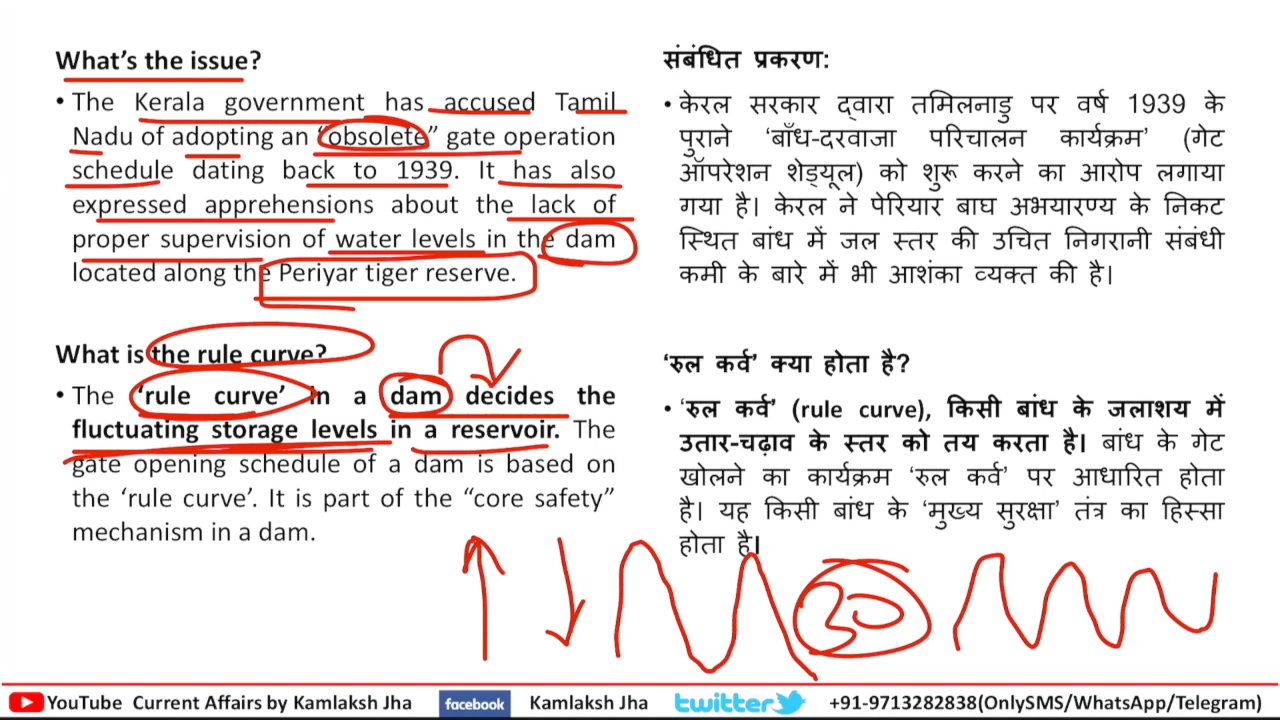 What's the issue?
• The Kerala government has accused Tamil
Nadu of adopting an "obsolete" gate operation
schedule dating back to 1939. It has also
expressed apprehensions about the lack of
proper supervision of water levels in the dam
located along the Periyar tiger reserve.
What is the rule curve?
• The 'rule curve' in a dam decides the
fluctuating storage levels in a reservoir. The
gate opening schedule of a dam is based on
the 'rule curve'. It is part of the "core safety"
mechanism in a dam.
संबंधित प्रकरण:
• केरल सरकार द्वारा तमिलनाडु पर वर्ष 1939 के
पुराने 'बाँध-दरवाजा परिचालन कार्यक्रम' (गेट
ऑपरेशन शेड्यूल) को शुरू करने का आरोप लगाया
गया है। केरल ने पेरियार बाघ अभयारण्य के निकट
स्थित बांध में जल स्तर की उचित निगरानी संबंधी
कमी के बारे में भी आशंका व्यक्त की है।
'रुल कर्व' क्या होता है?
• 'रुल कर्व' (rule curve), किसी बांध के जलाशय में
उतार-चढ़ाव के स्तर को तय करता है। बांध के गेट
खोलने का कार्यक्रम 'रुल कर्व' पर आधारित होता
है। यह किसी बांध के 'मुख्य सुरक्षा' तंत्र का हिस्सा
होता है।
30
YouTube Current Affairs by Kamlaksh Jha facebook Kamlaksh Jha twitter +91-9713282838(OnlySMS/WhatsApp/Telegram)